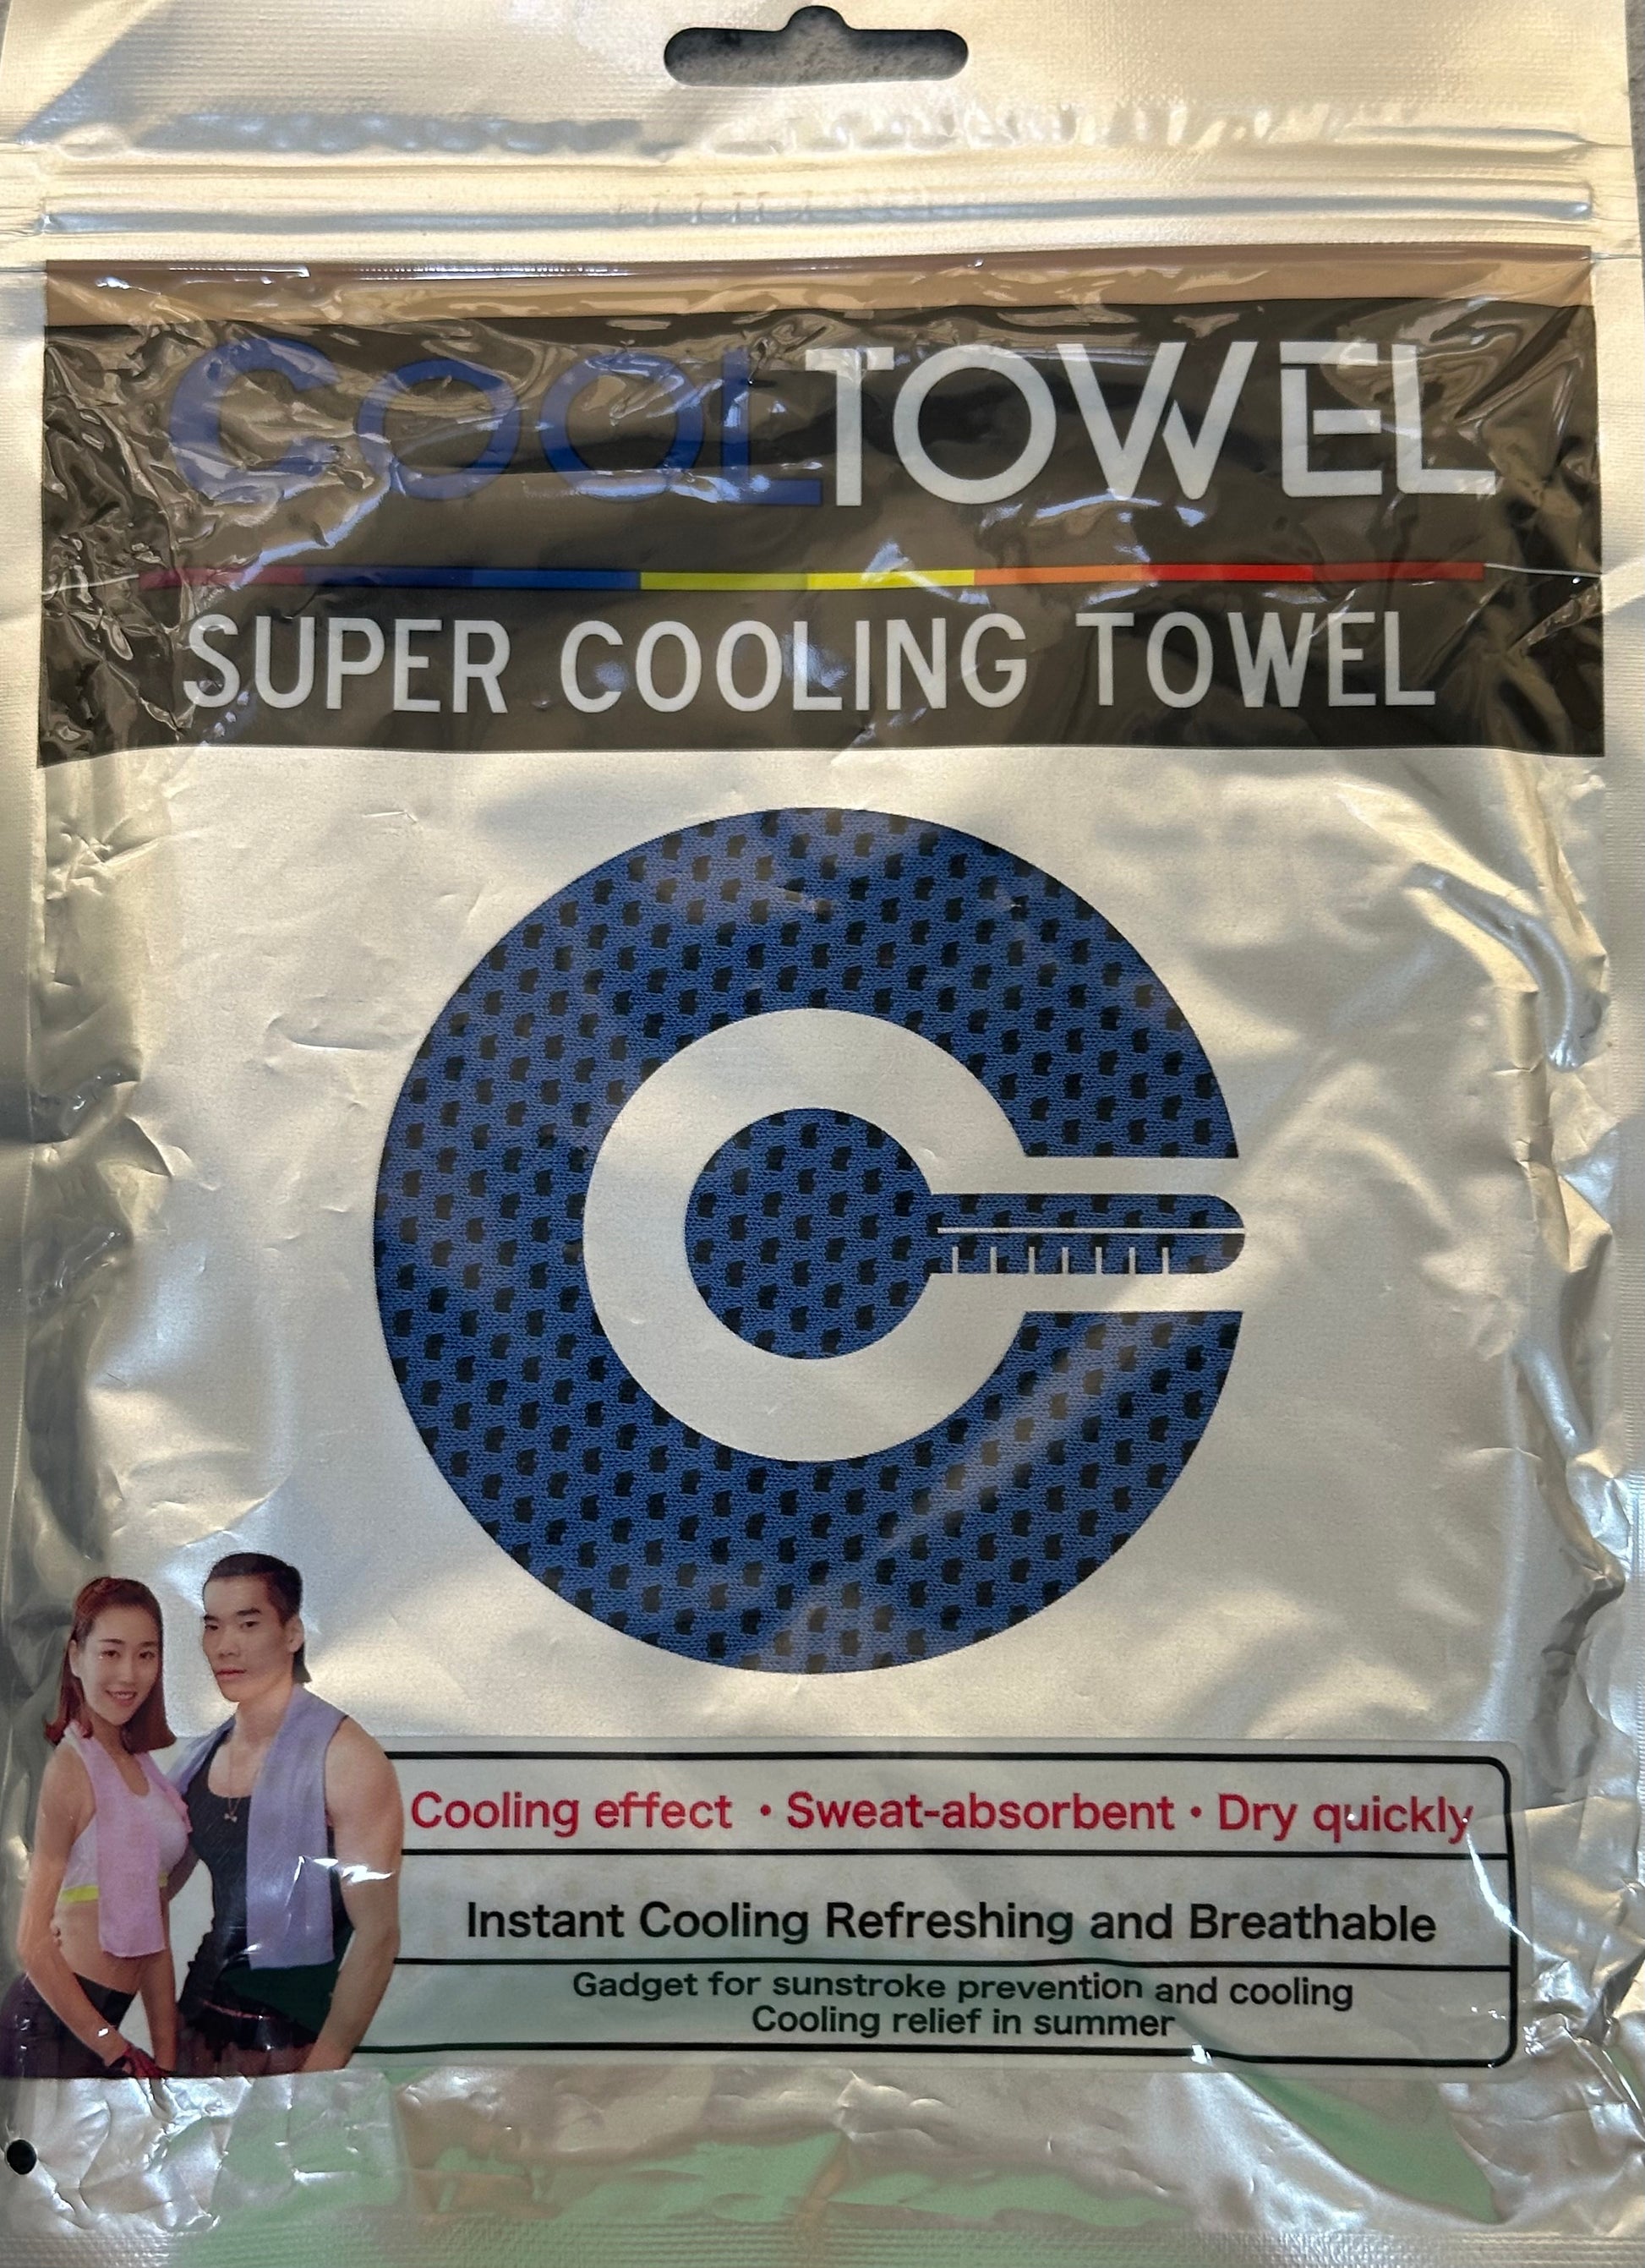 COOLTOWEL
SUPER COOLING TOWEL
Cooling effect • Sweat-absorbent • Dry quickly
Instant Cooling Refreshing and Breathable
Gadget for sunstroke prevention and cooling
Cooling relief in summer